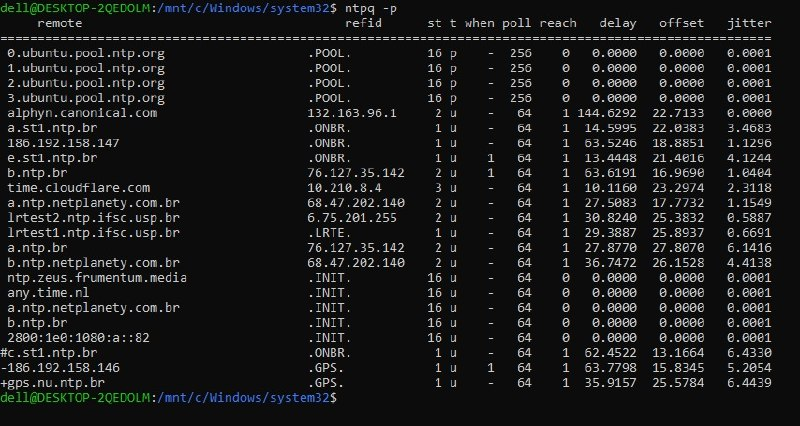 dell@DESKTOP-2QEDOLM:/mnt/c/Windows/system32$ ntpq -p
     remote                                   refid      st t when poll reach   delay   offset  jitter
==============================================================================
 0.ubuntu.pool.ntp.org                   .POOL.          16 p    -  256    0   0.0000   0.0000   0.0001
 1.ubuntu.pool.ntp.org                   .POOL.          16 p    -  256    0   0.0000   0.0000   0.0001
 2.ubuntu.pool.ntp.org                   .POOL.          16 p    -  256    0   0.0000   0.0000   0.0001
 3.ubuntu.pool.ntp.org                   .POOL.          16 p    -  256    0   0.0000   0.0000   0.0001
 alphyn.canonical.com                    132.163.96.1     2 u    -   64    1 144.6292  22.7133   0.0000
 a.st1.ntp.br                            .ONBR.           1 u    -   64    1  14.5995  22.0383   3.4683
 186.192.158.147                         .ONBR.           1 u    -   64    1  63.5246  18.8851   1.1296
 e.st1.ntp.br                            .ONBR.           1 u    1   64    1  13.4448  21.4016   4.1244
 b.ntp.br                                76.127.35.142    2 u    1   64    1  63.6191  16.9690   1.0404
 time.cloudflare.com                     10.210.8.4       3 u    -   64    1  10.1160  23.2974   2.3118
 a.ntp.netplanety.com.br                 68.47.202.140    2 u    -   64    1  27.5083  17.7732   1.1549
 lrtest2.ntp.ifsc.usp.br                 6.75.201.255     2 u    -   64    1  30.8240  25.3832   0.5887
 lrtest1.ntp.ifsc.usp.br                 .LRTE.           1 u    -   64    1  29.3887  25.8937   0.6691
 a.ntp.br                                76.127.35.142    2 u    -   64    1  27.8770  27.8070   6.1416
 b.ntp.netplanety.com.br                 68.47.202.140    2 u    -   64    1  36.7472  26.1528   4.4138
 ntp.zeus.frumentum.media                .INIT.          16 u    -   64    0   0.0000   0.0000   0.0001
 any.time.nl                             .INIT.          16 u    -   64    0   0.0000   0.0000   0.0001
 a.ntp.netplanety.com.br                 .INIT.          16 u    -   64    0   0.0000   0.0000   0.0001
 b.ntp.br                                .INIT.          16 u    -   64    0   0.0000   0.0000   0.0001
 2800:1e0:1080:a::82                     .INIT.          16 u    -   64    0   0.0000   0.0000   0.0001
#c.st1.ntp.br                            .ONBR.           1 u    -   64    1  62.4522  13.1664   6.4330
-186.192.158.146                         .GPS.            1 u    1   64    1  63.7798  15.8345   5.2054
+gps.nu.ntp.br                           .GPS.            1 u    -   64    1  35.9157  25.5784   6.4439
dell@DESKTOP-2QEDOLM:/mnt/c/Windows/system32$